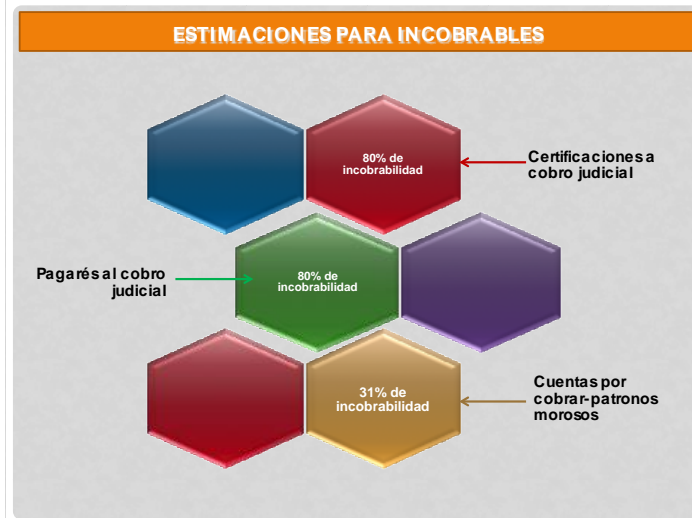 ESTIMACIONES PARA INCOBRABLES
80% de
incobrabilidad
Certificaciones a
cobro judicial
Pagarés al cobro
judicial
80% de
incobrabilidad
31% de
incobrabilidad
Cuentas por
cobrar-patronos
morosos